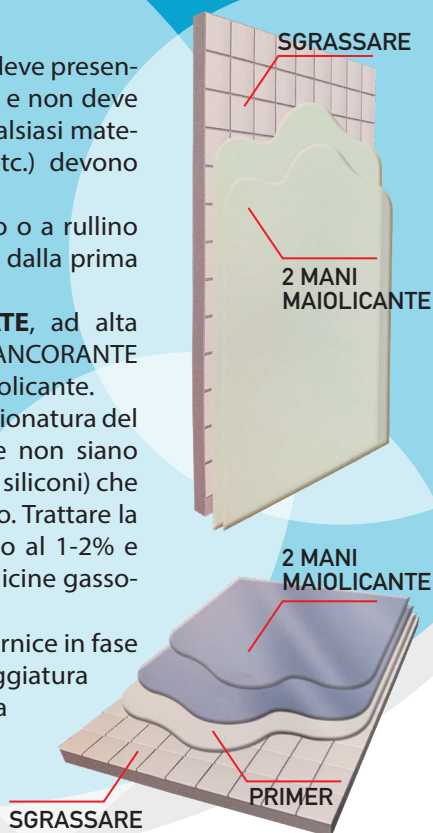 deve presen-
e non deve
alsiasi mate-
tc.) devono
o o a rullino
dalla prima
TE, ad alta
ANCORANTE
olicante.
ionatura del
e non siano
siliconi) che
o. Trattare la
o al 1-2% e
licine gasso-
rnice in fase
ggiatura
a
SGRASSARE
2 MANI
MAIOLICANTE
2 MANI
MAIOLICANTE
PRIMER
SGRASSARE